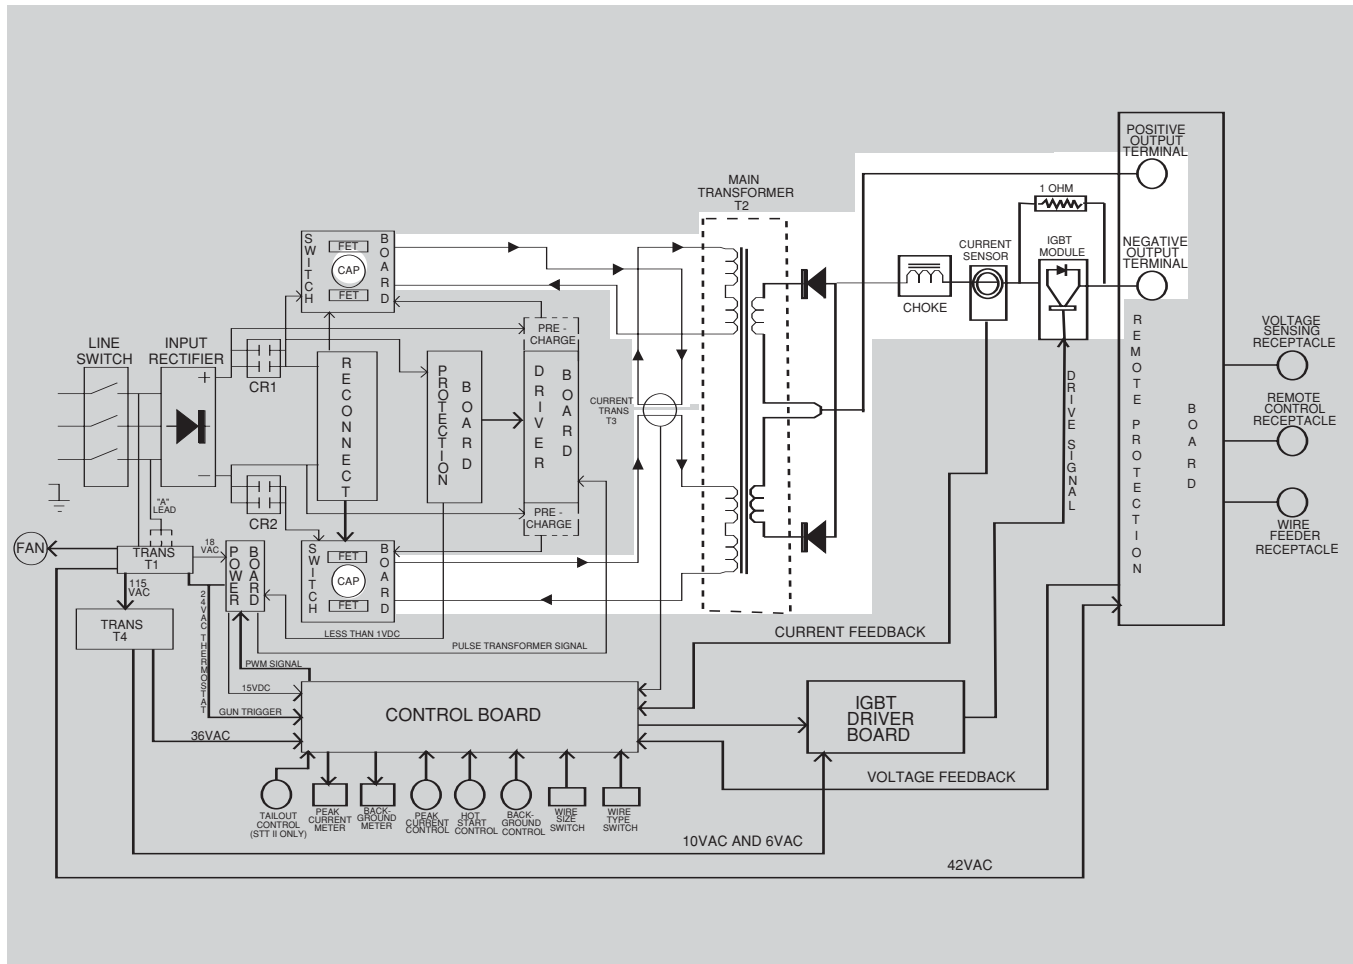 POSITIVE
OUTPUT
TERMINAL
MAIN
TRANSFORMER
T2
1 OHM
SWITCH
BOARD
FET
CAP
FET
CURRENT
SENSOR
IGBT
MODULE
NEGATIVE
OUTPUT
TERMINAL
CHOKE
PRE -
CHARGE
REMOTE PROTECTION
BOARD
VOLTAGE
SENSING
RECEPTACLE
LINE
SWITCH
INPUT
RECTIFIER
+
CR1
RECONNECT
PROTECTION
BOARD
DRIVER
BOARD
CURRENT
TRANS
T3
DRIVE SIGNAL
REMOTE
CONTROL
RECEPTACLE
−
"A"
LEAD
CR2
PRE -
CHARGE
WIRE
FEEDER
RECEPTACLE
FAN
TRANS
T1
18
VAC
POWER
BOARD
SWITCH
BOARD
FET
CAP
FET
115
VAC
24VAC THERMOSTAT
TRANS
T4
LESS THAN 1VDC
PULSE TRANSFORMER SIGNAL
CURRENT FEEDBACK
PWM SIGNAL
15VDC
GUN TRIGGER
36VAC
CONTROL BOARD
IGBT
DRIVER
BOARD
VOLTAGE FEEDBACK
TAILOUT
CONTROL
(STT II ONLY)
PEAK
CURRENT
METER
BACK-
GROUND
METER
PEAK
CURRENT
CONTROL
HOT
START
CONTROL
BACK-
GROUND
CONTROL
WIRE
SIZE
SWITCH
WIRE
TYPE
SWITCH
10VAC AND 6VAC
42VAC